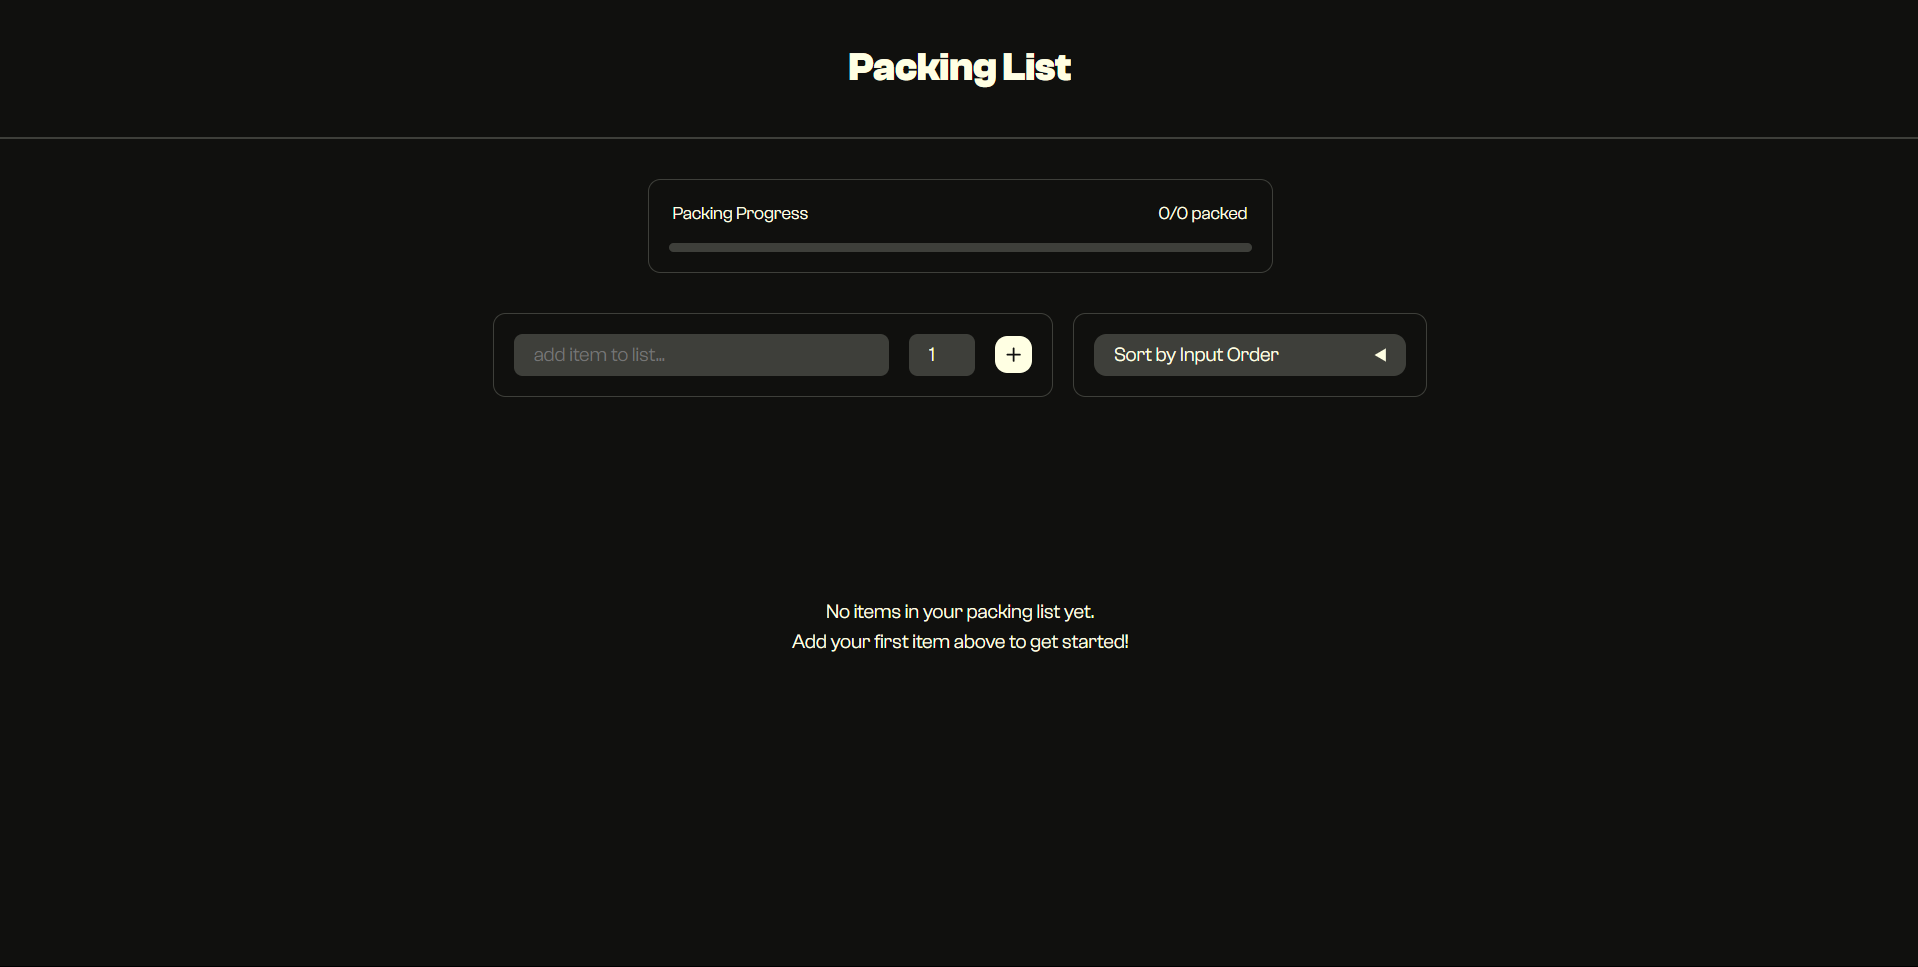 Packing List
Packing Progress
0/0 packed
add item to list...
1
Sort by Input Order
No items in your packing list yet.
Add your first item above to get started!